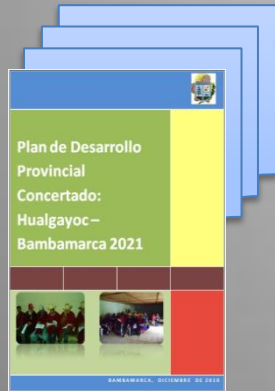 Plan de Desarrollo
Provincial
Concertado:
Hualgayoc –
Bambamarca 2021
BAMBAMARCA, DICIEMBRE DE 2010